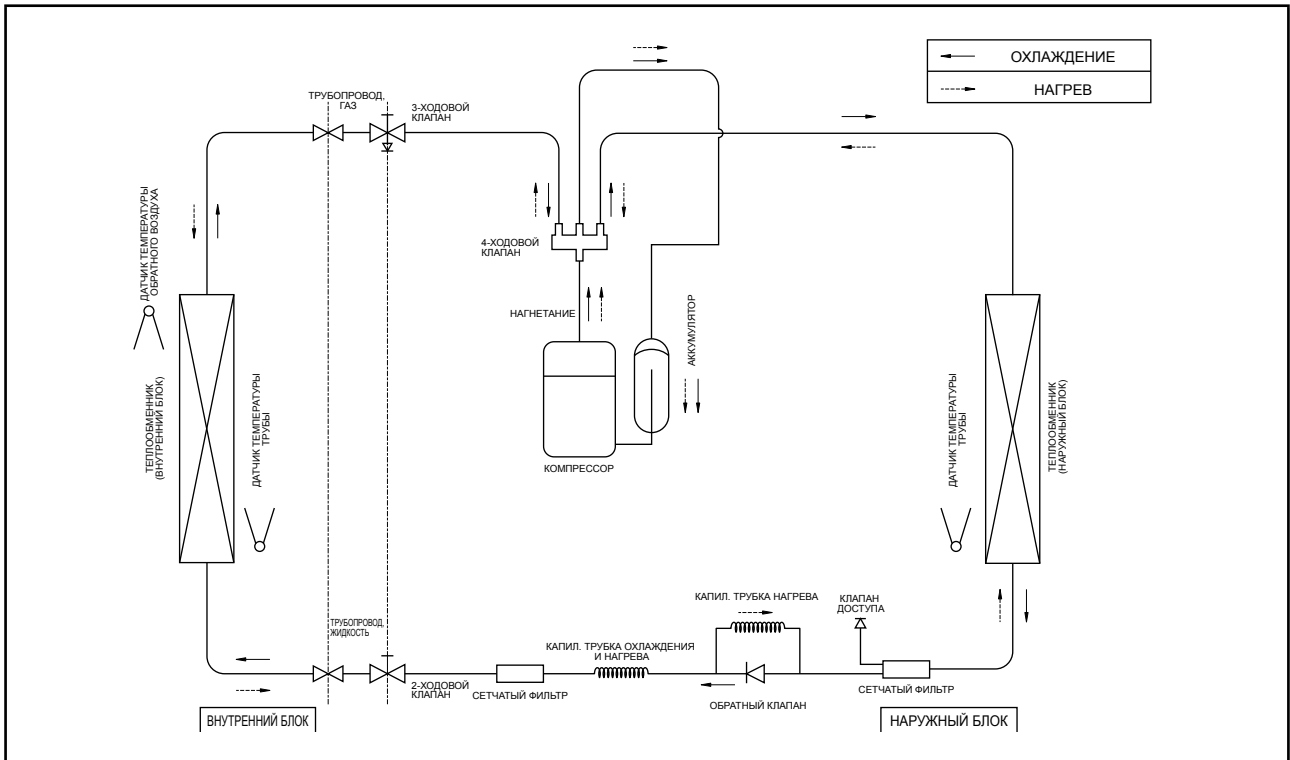 ОХЛАЖДЕНИЕ
НАГРЕВ
ТРУБОПРОВОД,
ГАЗ
3-ХОДОВОЙ
КЛАПАН
ДАТЧИК ТЕМПЕРАТУРЫ
ОБРАТНОГО ВОЗДУХА
4-ХОДОВОЙ
КЛАПАН
НАГНЕТАНИЕ
АККУМУЛЯТОР
ТЕПЛООБМЕННИК
(ВНУТРЕННИЙ БЛОК)
ДАТЧИК ТЕМПЕРАТУРЫ
ТРУБЫ
КОМПРЕССОР
ДАТЧИК ТЕМПЕРАТУРЫ
ТРУБЫ
ТЕПЛООБМЕННИК
(НАРУЖНЫЙ БЛОК)
ТРУБОПРОВОД,
ЖИДКОСТЬ
КАПИЛ. ТРУБКА НАГРЕВА
КЛАПАН
ДОСТУПА
КАПИЛ. ТРУБКА ОХЛАЖДЕНИЯ
И НАГРЕВА
2-ХОДОВОЙ
КЛАПАН
СЕТЧАТЫЙ ФИЛЬТР
ОБРАТНЫЙ КЛАПАН
СЕТЧАТЫЙ ФИЛЬТР
ВНУТРЕННИЙ БЛОК
НАРУЖНЫЙ БЛОК